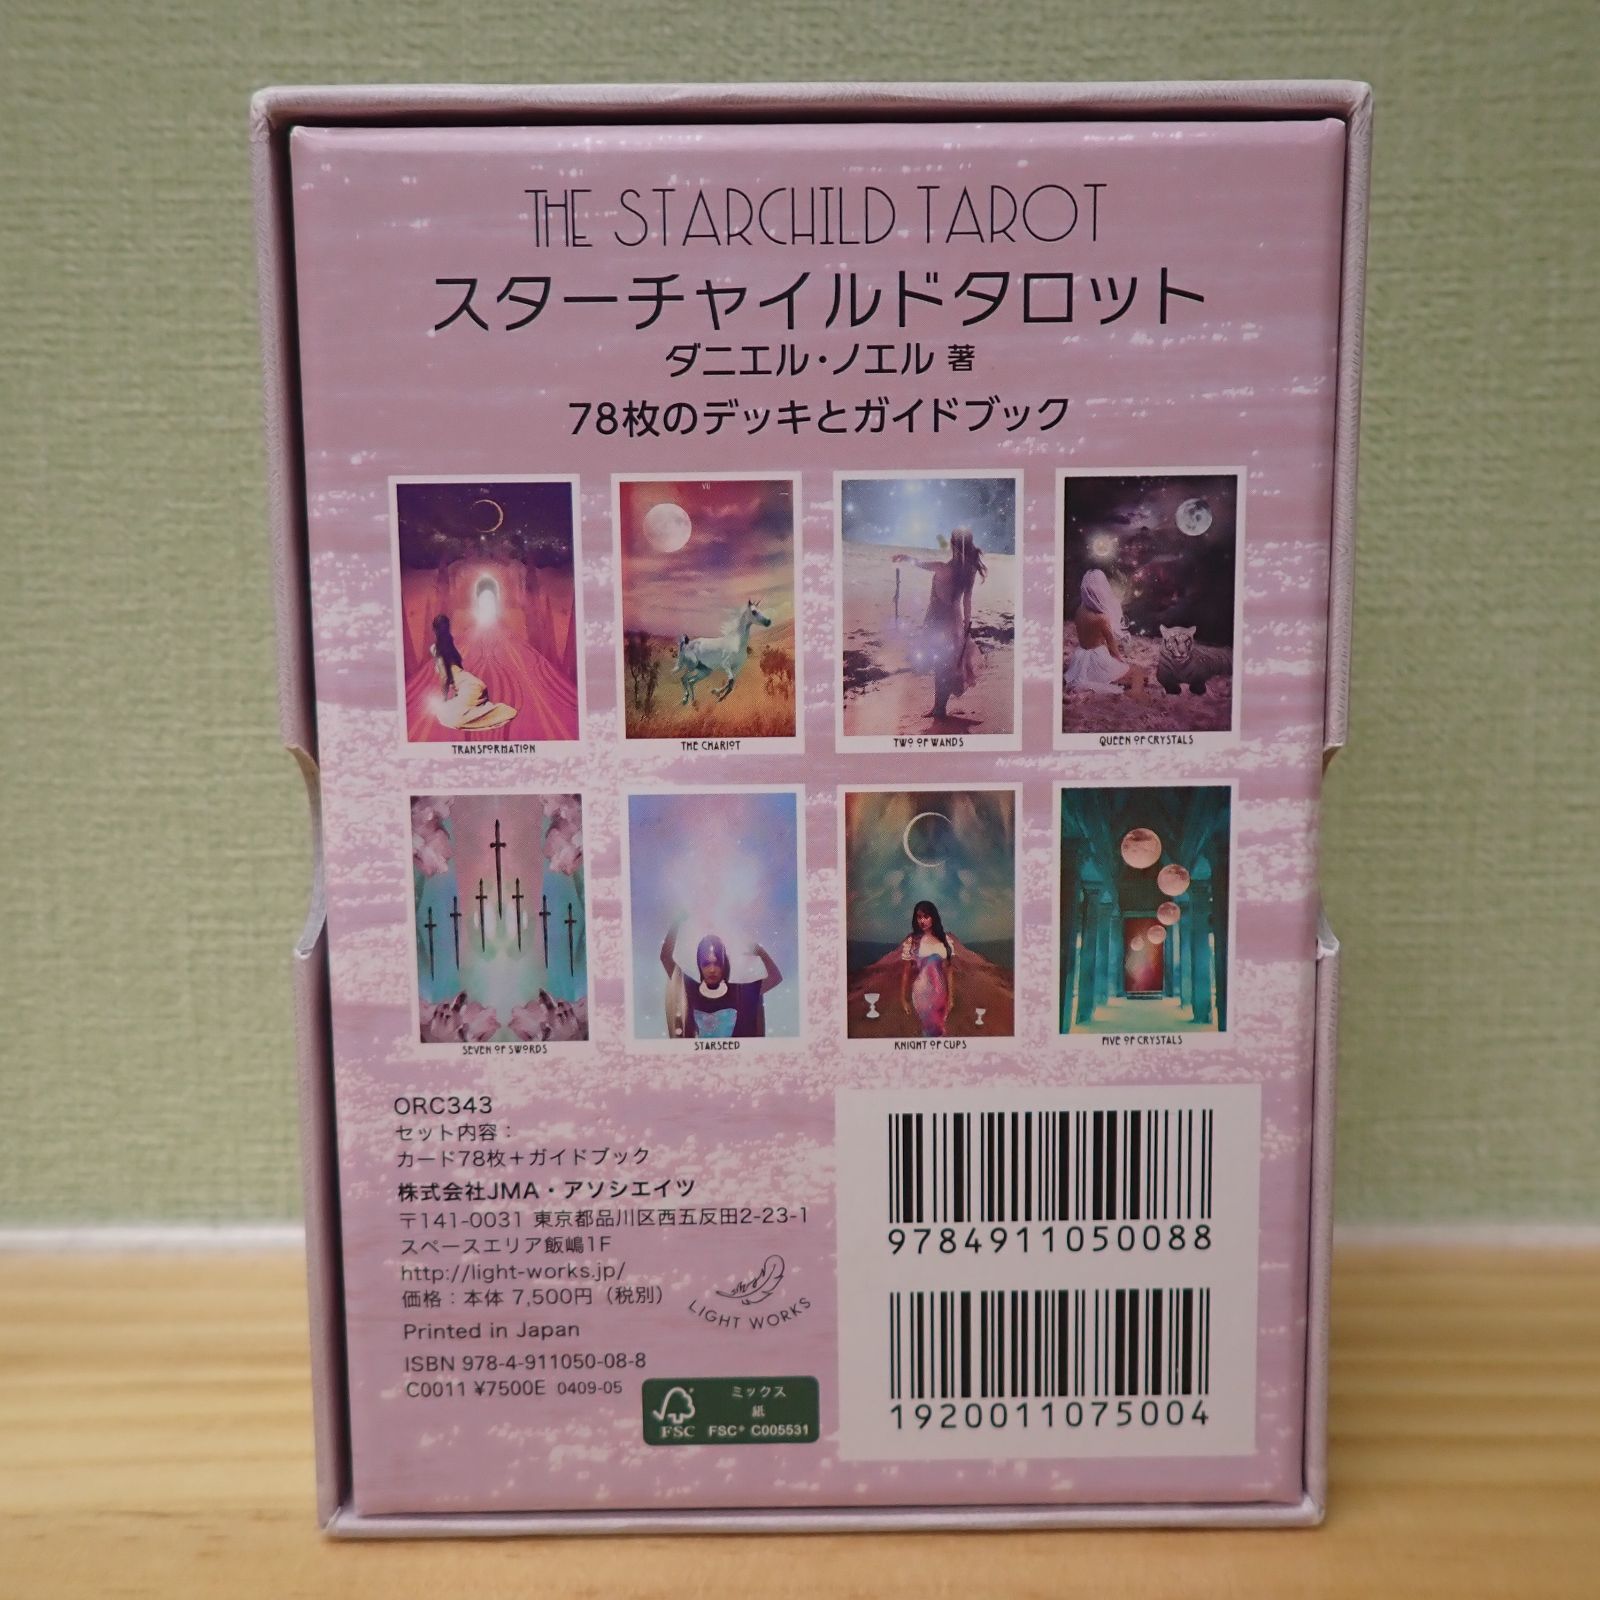 THE STARCHILD TAROT
スターチャイルドタロット
ダニエル・ノエル 著
78枚のデッキとガイドブック
VII
TRANSFORMATION
THE CHARIOT
TWO OF WANDS
QUEEN OF CRYSTALS
SEVEN OF SWORDS
STARSEED
KNIGHT OF CUPS
FIVE OF CRYSTALS
ORC343
セット内容：
カード78枚＋ガイドブック
株式会社JMA・アソシエイツ
〒141-0031 東京都品川区西五反田2-23-1
スペースエリア飯嶋1F
http://light-works.jp/
価格：本体 7,500円（税別）
LIGHT WORKS
Printed in Japan
ISBN 978-4-911050-08-8
C0011 ¥7500E 0409-05
FSC
ミックス
紙
FSC® C005531
9784911050088
1920011075004